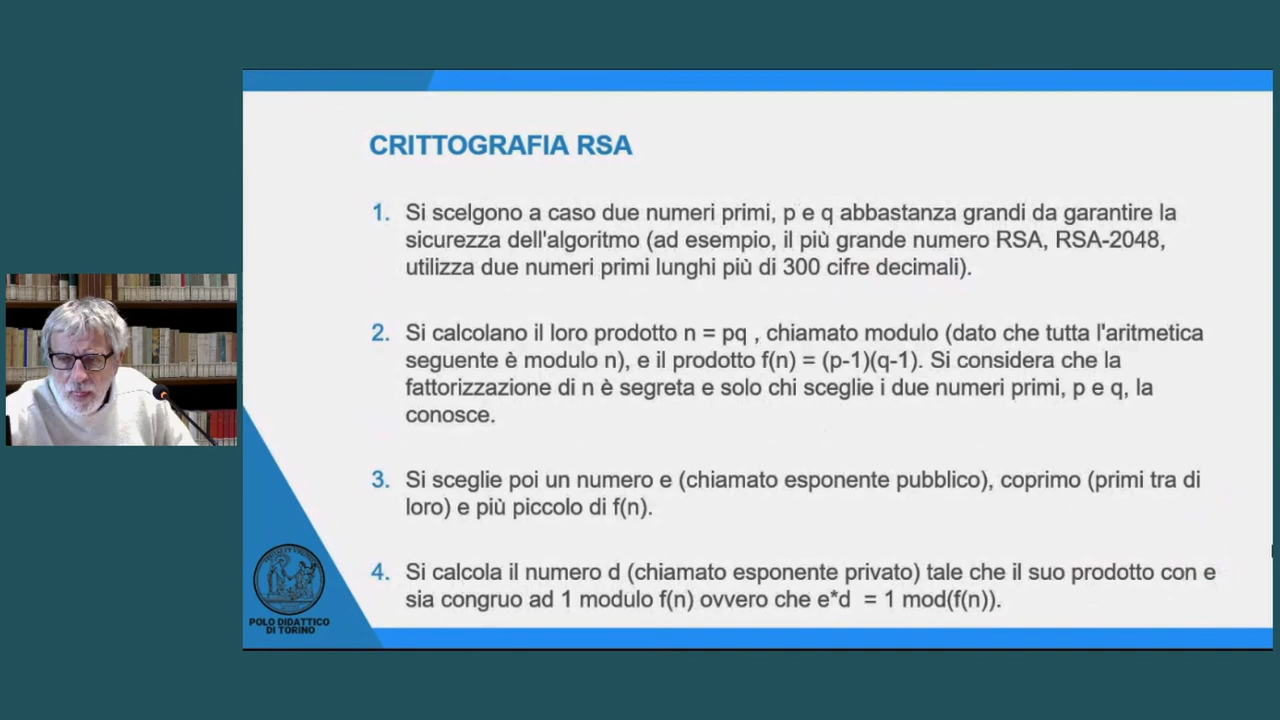 CRITTOGRAFIA RSA
1. Si scelgono a caso due numeri primi, p e q abbastanza grandi da garantire la
sicurezza dell'algoritmo (ad esempio, il più grande numero RSA, RSA-2048,
utilizza due numeri primi lunghi più di 300 cifre decimali).
2. Si calcolano il loro prodotto n = pq , chiamato modulo (dato che tutta l'aritmetica
seguente è modulo n), e il prodotto f(n) = (p-1)(q-1). Si considera che la
fattorizzazione di n è segreta e solo chi sceglie i due numeri primi, p e q, la
conosce.
3. Si sceglie poi un numero e (chiamato esponente pubblico), coprimo (primi tra di
loro) e più piccolo di f(n).
4. Si calcola il numero d (chiamato esponente privato) tale che il suo prodotto con e
sia congruo ad 1 modulo f(n) ovvero che e*d = 1 mod(f(n)).
POLO DIDATTICO
DI TORINO